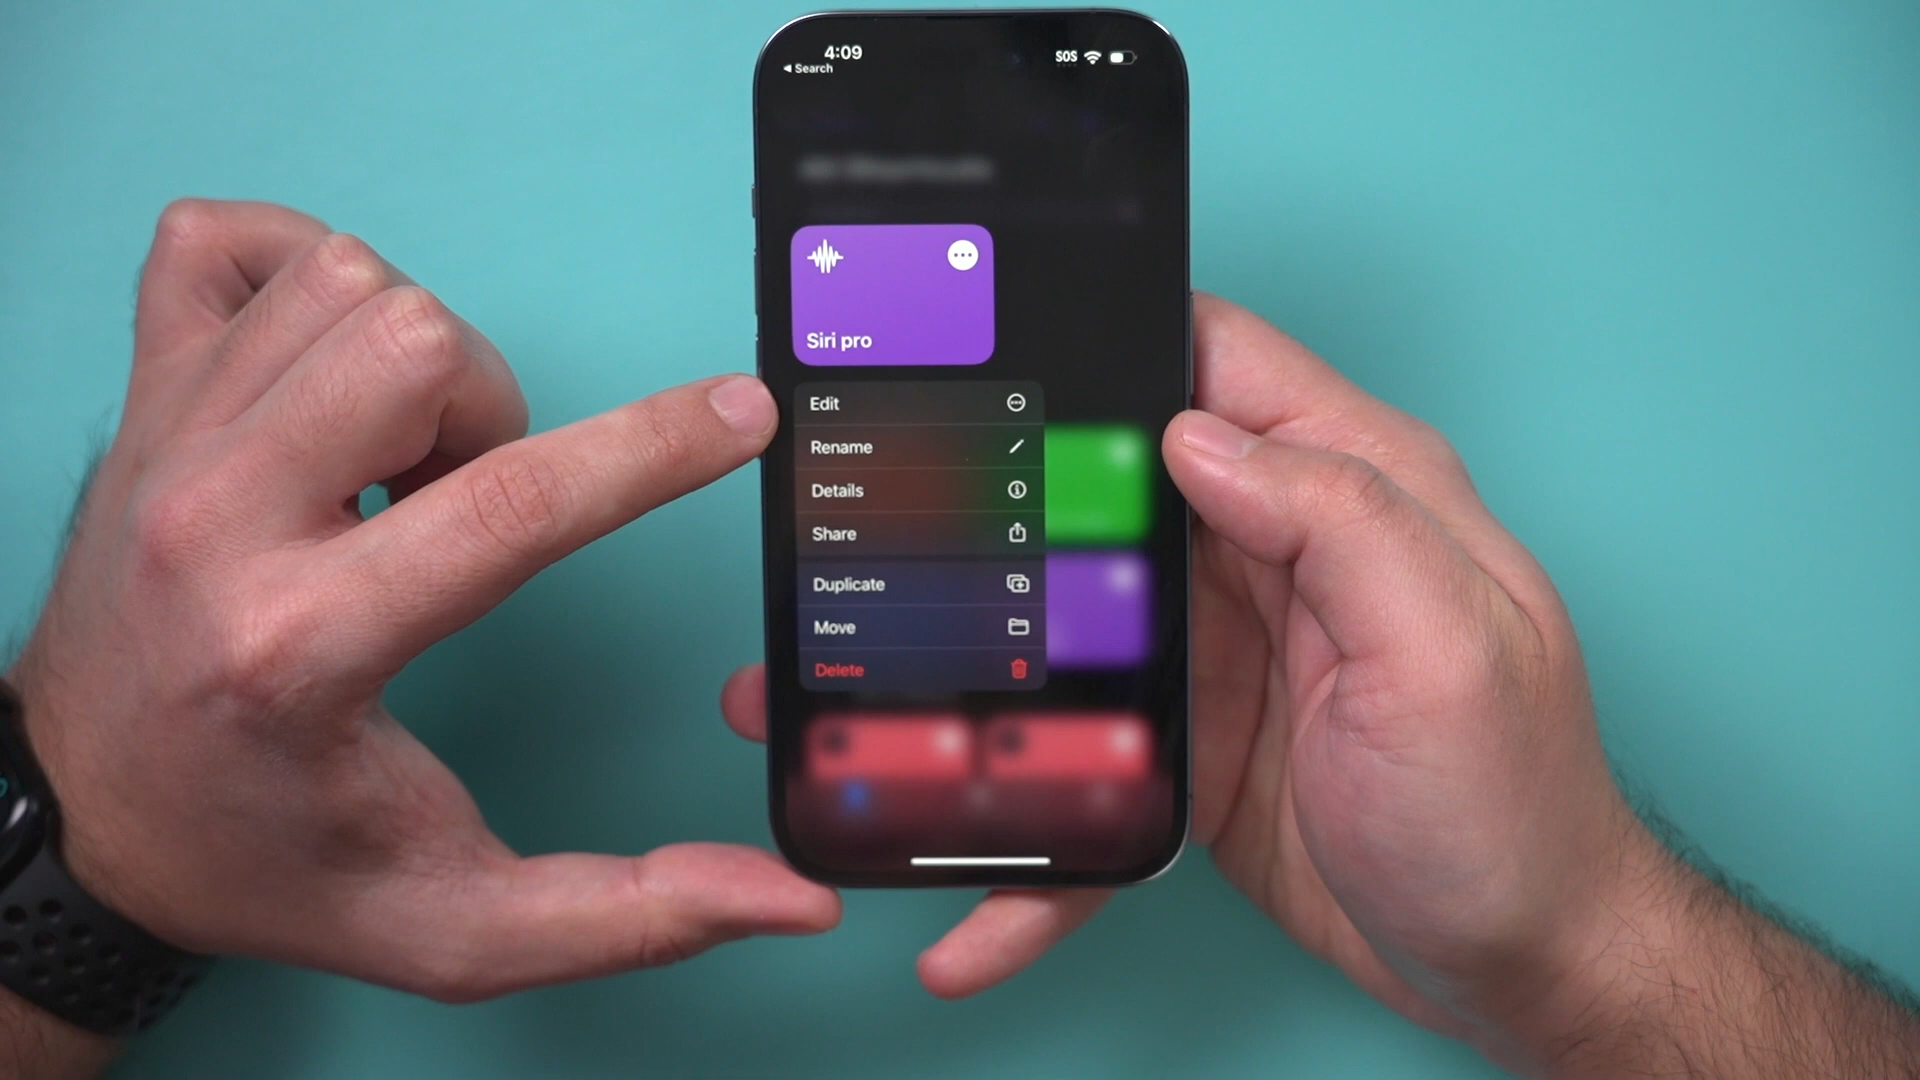 4:09
SOS
Search
Siri pro
Edit
Rename
Details
Share
Duplicate
Move
Delete